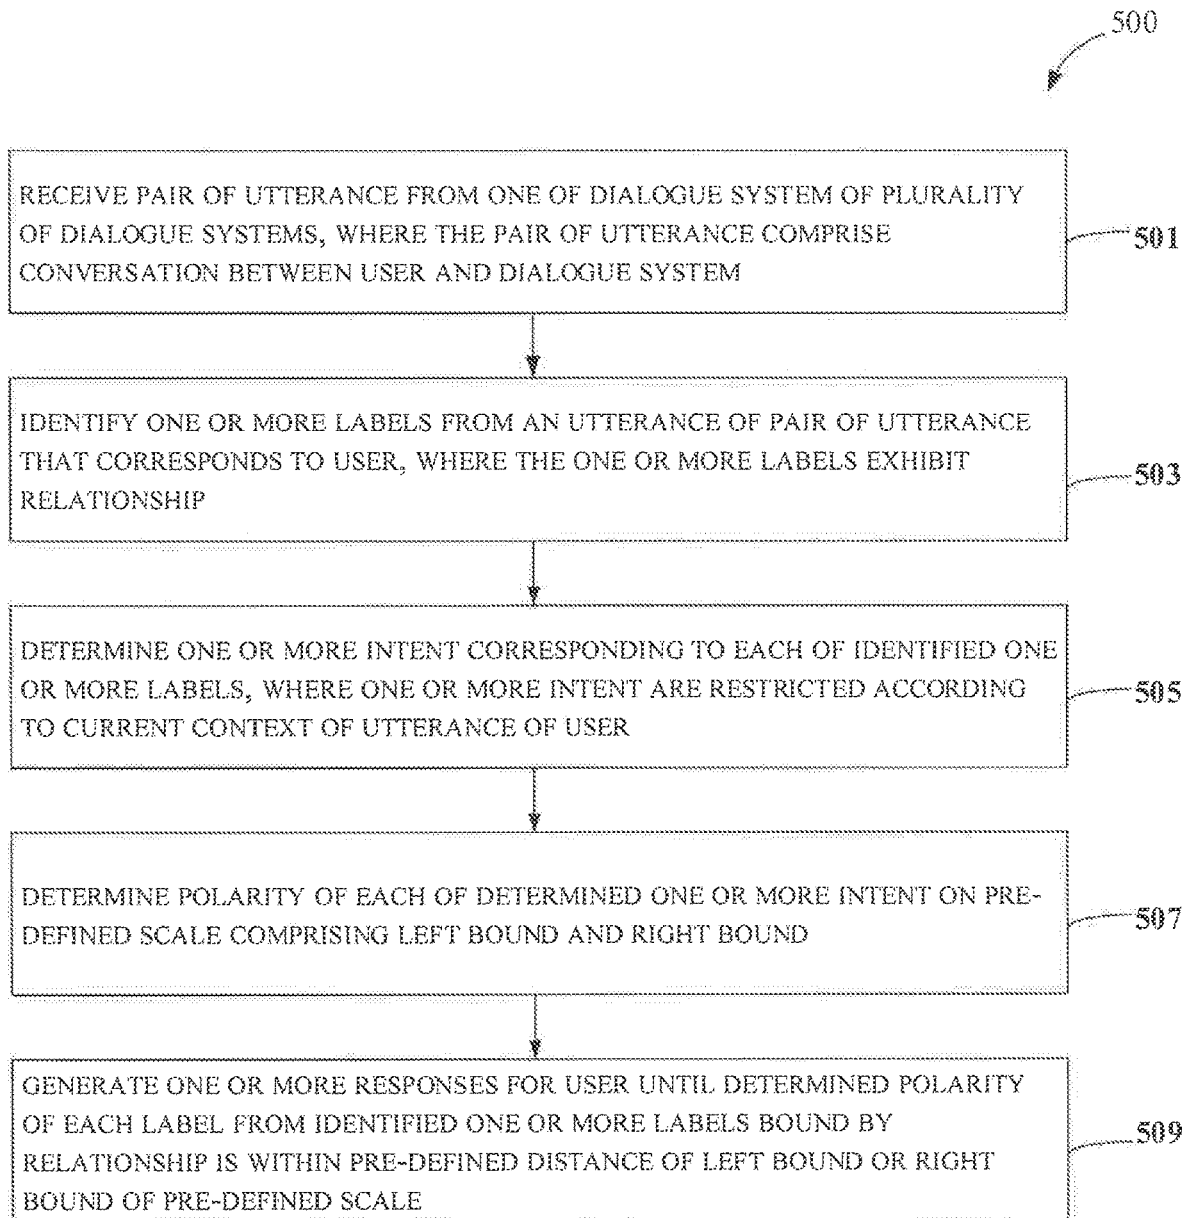 500
RECEIVE PAIR OF UTTERANCE FROM ONE OF DIALOGUE SYSTEM OF PLURALITY
OF DIALOGUE SYSTEMS, WHERE THE PAIR OF UTTERANCE COMPRISE
CONVERSATION BETWEEN USER AND DIALOGUE SYSTEM
501
IDENTIFY ONE OR MORE LABELS FROM AN UTTERANCE OF PAIR OF UTTERANCE
THAT CORRESPONDS TO USER, WHERE THE ONE OR MORE LABELS EXHIBIT
RELATIONSHIP
503
DETERMINE ONE OR MORE INTENT CORRESPONDING TO EACH OF IDENTIFIED ONE
OR MORE LABELS, WHERE ONE OR MORE INTENT ARE RESTRICTED ACCORDING
TO CURRENT CONTEXT OF UTTERANCE OF USER
505
DETERMINE POLARITY OF EACH OF DETERMINED ONE OR MORE INTENT ON PRE-
DEFINED SCALE COMPRISING LEFT BOUND AND RIGHT BOUND
507
GENERATE ONE OR MORE RESPONSES FOR USER UNTIL DETERMINED POLARITY
OF EACH LABEL FROM IDENTIFIED ONE OR MORE LABELS BOUND BY
RELATIONSHIP IS WITHIN PRE-DEFINED DISTANCE OF LEFT BOUND OR RIGHT
BOUND OF PRE-DEFINED SCALE
509